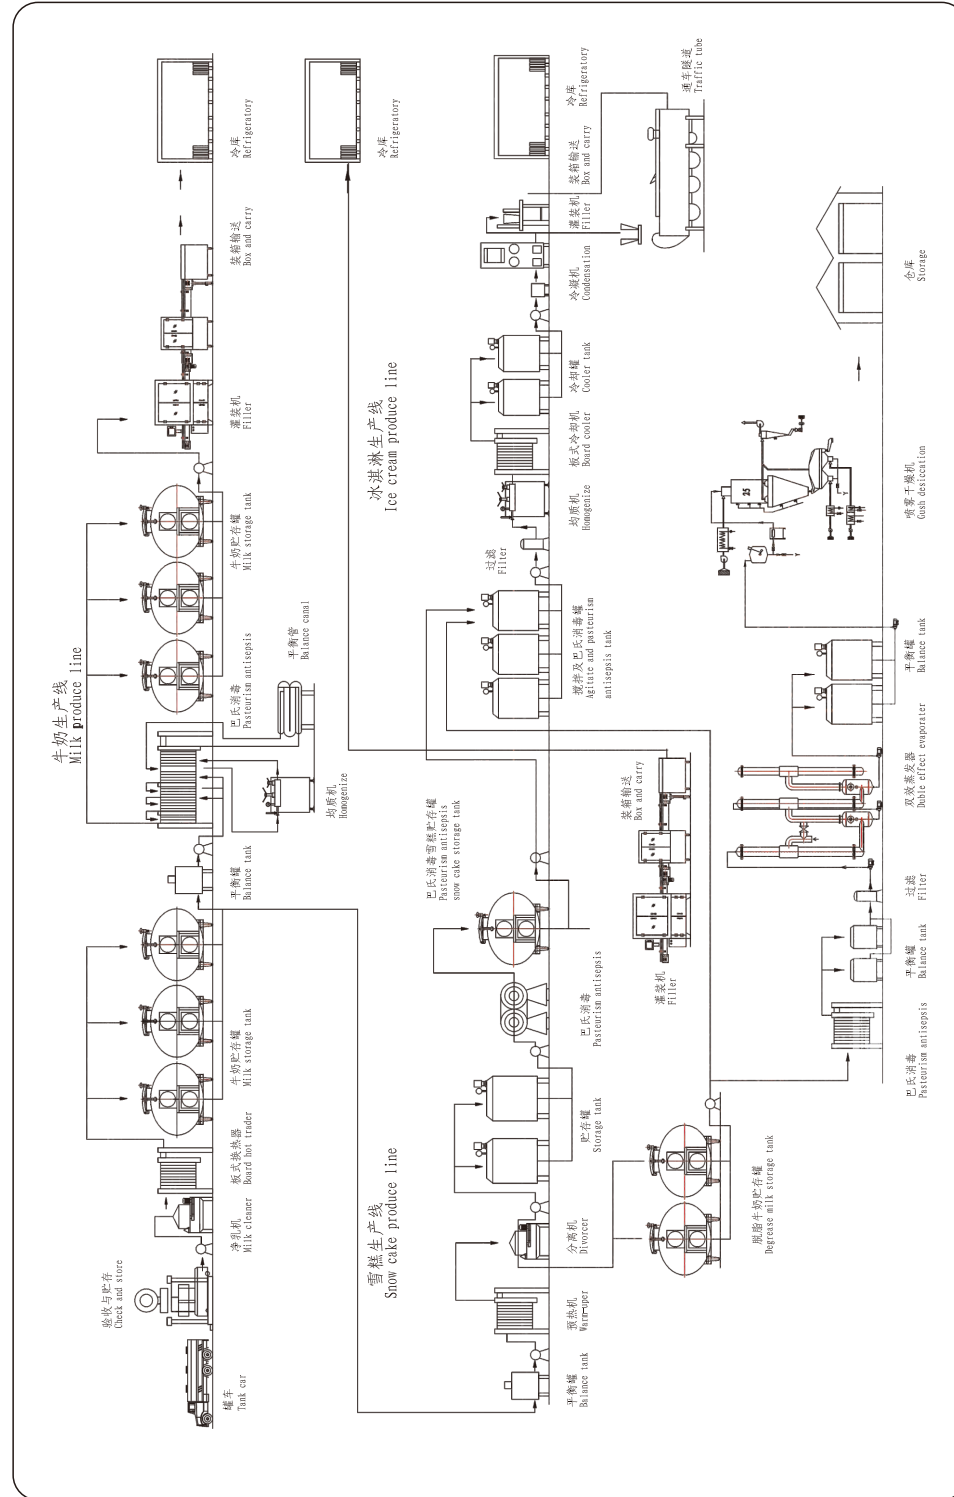 牛奶生产线
Milk produce line
罐车
Tank car
验收与贮存
Check and store
净乳机
Milk cleaner
板式换热器
Board hot trader
牛奶贮存罐
Milk storage tank
平衡罐
Balance tank
均质机
Homogenize
巴氏消毒
Pasteurism antisepsis
平衡管
Balance canal
牛奶贮存罐
Milk storage tank
灌装机
Filler
装箱输送
Box and carry
冷库
Refrigeratory
冷库
Refrigeratory
雪糕生产线
Snow cake produce line
平衡罐
Balance tank
预热机
Warm-uper
分离机
Divorcer
贮存罐
Storage tank
巴氏消毒
Pasteurism antisepsis
巴氏消毒雪糕贮存罐
Pasteurism antisepsis
snow cake storage tank
灌装机
Filler
装箱输送
Box and carry
冰淇淋生产线
Ice cream produce line
搅拌及巴氏消毒罐
Agitate and pasteurism
antisepsis tank
过滤
Filter
均质机
Homogenize
板式冷却机
Board cooler
冷却罐
Cooler tank
冷凝机
Condensation
灌装机
Filler
装箱输送
Box and carry
冷库
Refrigeratory
通车隧道
Traffic tube
脱脂牛奶贮存罐
Degrease milk storage tank
巴氏消毒
Pasteurism antisepsis
平衡罐
Balance tank
过滤
Filter
双效蒸发器
Duble effect evaporater
平衡罐
Balance tank
喷雾干燥机
Gush desiccation
25
仓库
Storage